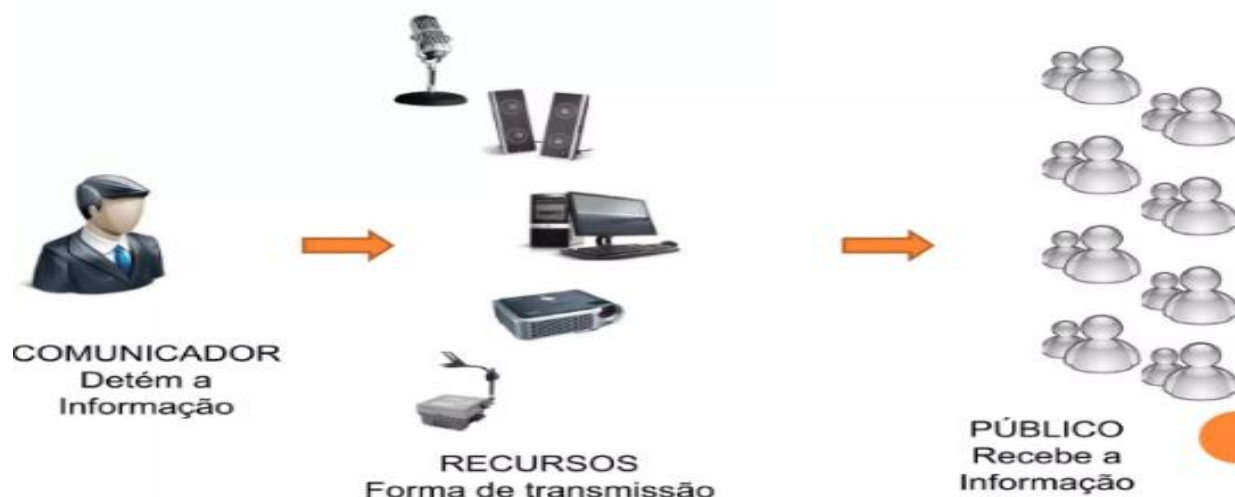 COMUNICADOR
Detém a
Informação
RECURSOS
Forma de transmissão
PÚBLICO
Recebe a
Informação